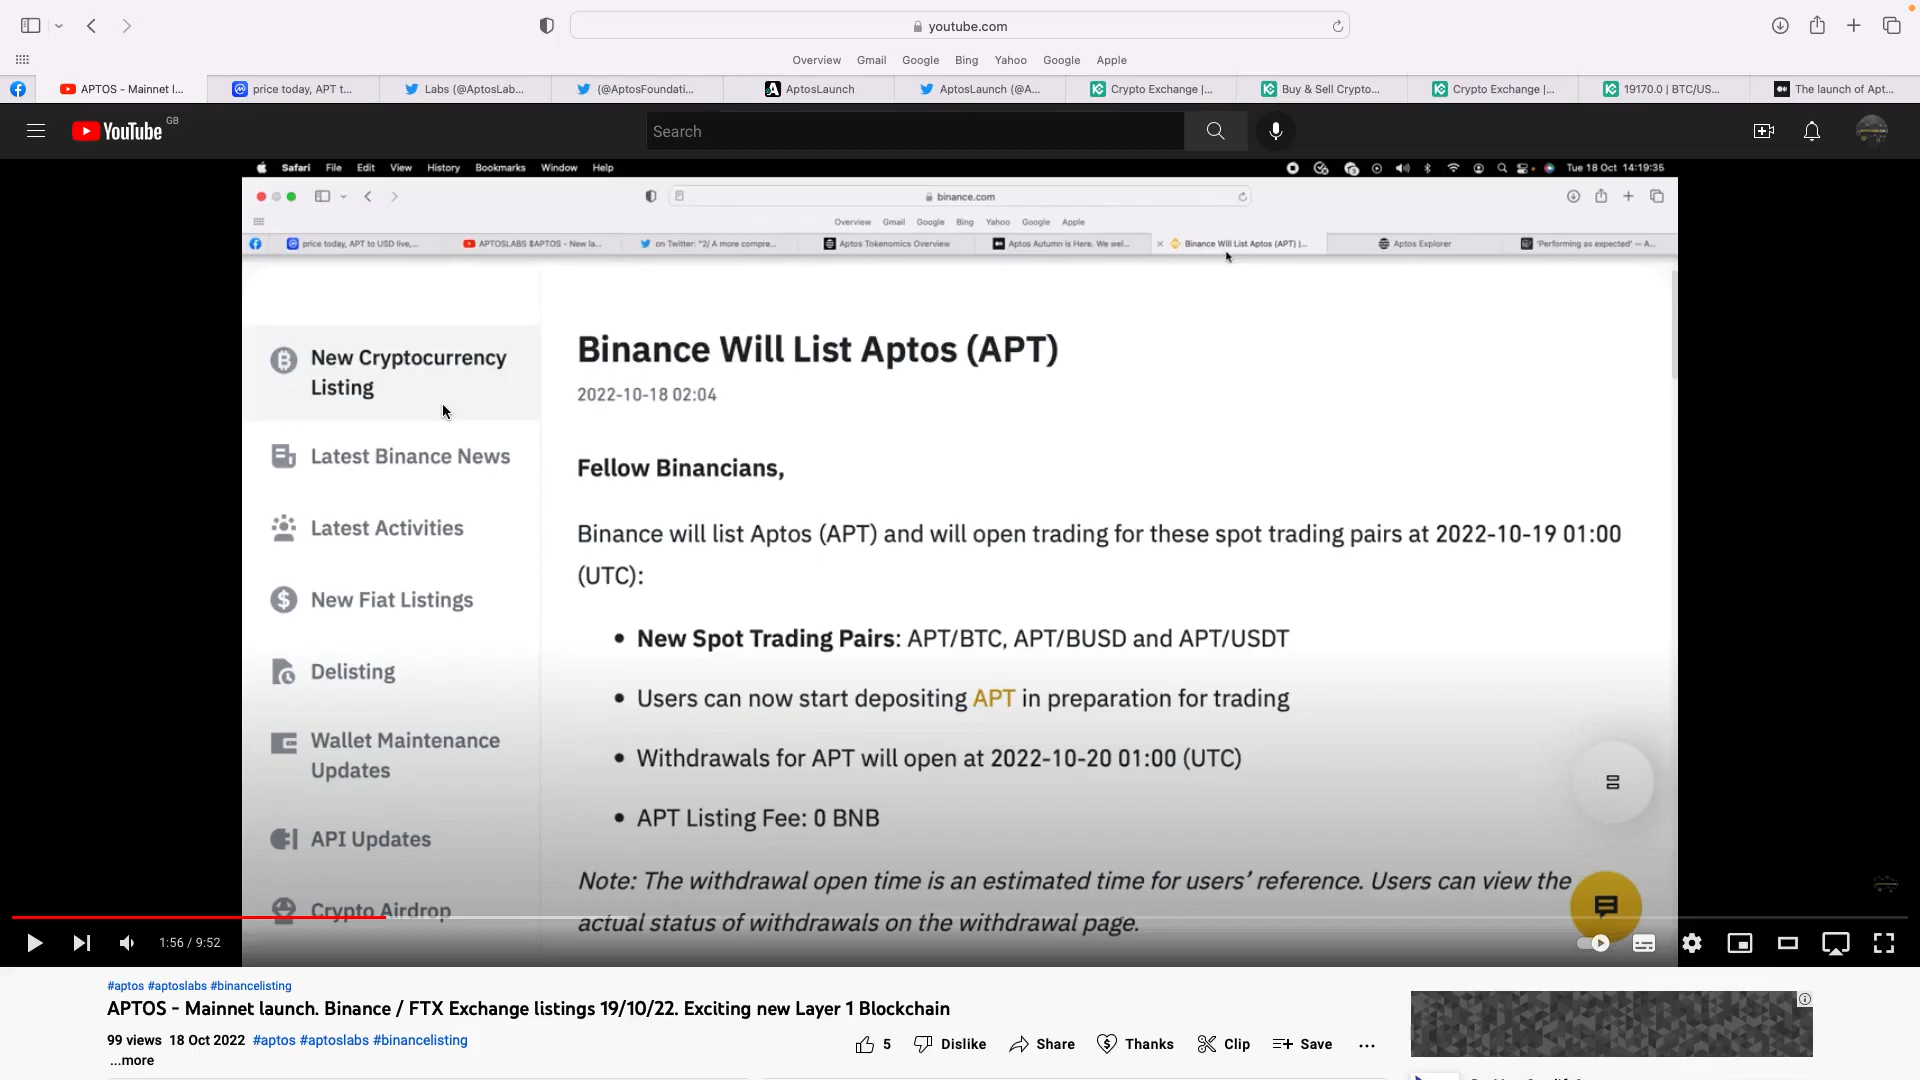 youtube.com
Overview Gmail Google Bing Yahoo Google Apple
APTOS - Mainnet l... price today, APT t... Labs (@AptosLab... (@AptosFoundati... AptosLaunch AptosLaunch (@A... Crypto Exchange |... Buy & Sell Crypto... Crypto Exchange |... 19170.0 | BTC/US... The launch of Apt...
YouTube GB
Search
Safari File Edit View History Bookmarks Window Help Tue 18 Oct 14:19:35
binance.com
Overview Gmail Google Bing Yahoo Google Apple
price today, APT to USD live,... APTOSLABS $APTOS - New la... on Twitter: "2/ A more compre... Aptos Tokenomics Overview Aptos Autumn is Here. We wel... Binance Will List Aptos (APT) |... Aptos Explorer 'Performing as expected' — A...
New Cryptocurrency
Listing
Latest Binance News
Latest Activities
New Fiat Listings
Delisting
Wallet Maintenance
Updates
API Updates
Crypto Airdrop
Binance Will List Aptos (APT)
2022-10-18 02:04
Fellow Binancians,
Binance will list Aptos (APT) and will open trading for these spot trading pairs at 2022-10-19 01:00
(UTC):
• New Spot Trading Pairs: APT/BTC, APT/BUSD and APT/USDT
• Users can now start depositing APT in preparation for trading
• Withdrawals for APT will open at 2022-10-20 01:00 (UTC)
• APT Listing Fee: 0 BNB
Note: The withdrawal open time is an estimated time for users' reference. Users can view the
actual status of withdrawals on the withdrawal page.
1:56 / 9:52
#aptos #aptoslabs #binancelisting
APTOS - Mainnet launch. Binance / FTX Exchange listings 19/10/22. Exciting new Layer 1 Blockchain
99 views 18 Oct 2022 #aptos #aptoslabs #binancelisting
...more
5 Dislike Share Thanks Clip Save ...